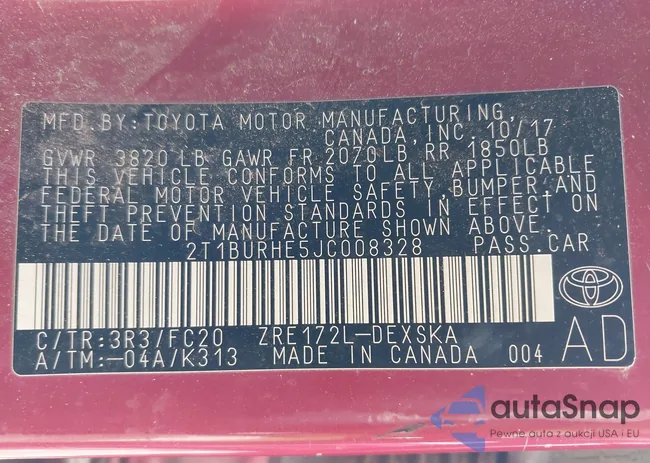 MFD. BY: TOYOTA MOTOR MANUFACTURING,
CANADA, INC. 10/17
GVWR 3820 LB GAWR FR 2070LB RR 1850LB
THIS VEHICLE CONFORMS TO ALL APPLICABLE
FEDERAL MOTOR VEHICLE SAFETY, BUMPER, AND
THEFT PREVENTION STANDARDS IN EFFECT ON
THE DATE OF MANUFACTURE SHOWN ABOVE.
2T1BURHE5JC008328 PASS.CAR
C/TR:3R3/FC20 ZRE172L-DEXSKA
A/TM:-04A/K313 MADE IN CANADA 004 AD
autaSnap
Pewne auta z aukcji USA i EU